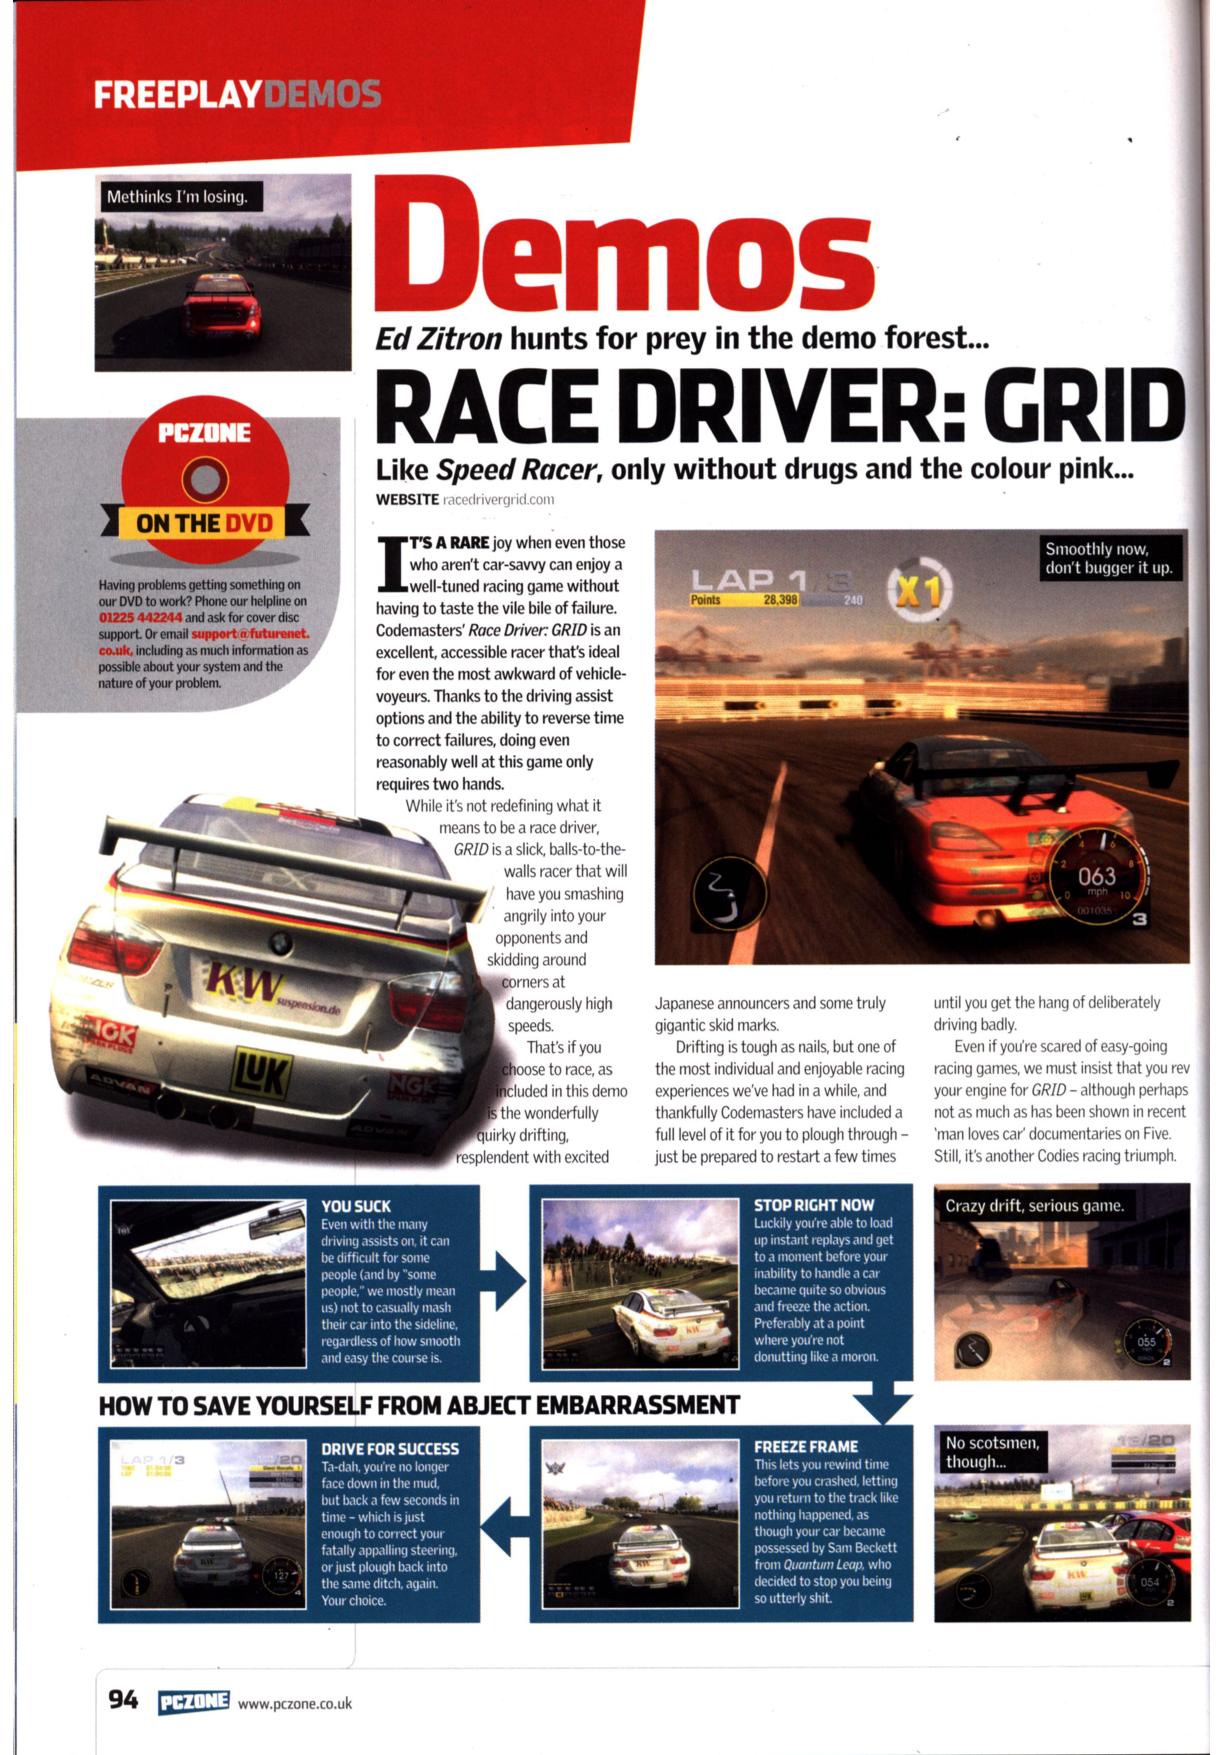 FREEPLAYDEMOS
Methinks I'm losing.
Demos
Ed Zitron hunts for prey in the demo forest...
RACE DRIVER: GRID
Like Speed Racer, only without drugs and the colour pink...
WEBSITE racedrivergrid.com
PCZONE
ON THE DVD
Having problems getting something on
our DVD to work? Phone our helpline on
01225 442244 and ask for cover disc
support. Or email support@futurenet.
co.uk, including as much information as
possible about your system and the
nature of your problem.
IT'S A RARE joy when even those
who aren't car-savvy can enjoy a
well-tuned racing game without
having to taste the vile bile of failure.
Codemasters' Race Driver: GRID is an
excellent, accessible racer that's ideal
for even the most awkward of vehicle-
voyeurs. Thanks to the driving assist
options and the ability to reverse time
to correct failures, doing even
reasonably well at this game only
requires two hands.
While it's not redefining what it
means to be a race driver,
GRID is a slick, balls-to-the-
walls racer that will
have you smashing
angrily into your
opponents and
skidding around
corners at
dangerously high
speeds.
That's if you
choose to race, as
included in this demo
is the wonderfully
quirky drifting,
resplendent with excited
Smoothly now,
don't bugger it up.
LAP 1/3
X1
Points 28,398 240
063
mph
001035
3
KW
suspension.de
NGK
SPARK PLUGS
LUK
NGK
ADVAN
ADVAN
Japanese announcers and some truly
gigantic skid marks.
Drifting is tough as nails, but one of
the most individual and enjoyable racing
experiences we've had in a while, and
thankfully Codemasters have included a
full level of it for you to plough through –
just be prepared to restart a few times
until you get the hang of deliberately
driving badly.
Even if you're scared of easy-going
racing games, we must insist that you rev
your engine for GRID – although perhaps
not as much as has been shown in recent
'man loves car' documentaries on Five.
Still, it's another Codies racing triumph.
YOU SUCK
Even with the many
driving assists on, it can
be difficult for some
people (and by "some
people," we mostly mean
us) not to casually mash
their car into the sideline,
regardless of how smooth
and easy the course is.
STOP RIGHT NOW
Luckily you're able to load
up instant replays and get
to a moment before your
inability to handle a car
became quite so obvious
and freeze the action.
Preferably at a point
where you're not
donutting like a moron.
Crazy drift, serious game.
055
2
HOW TO SAVE YOURSELF FROM ABJECT EMBARRASSMENT
DRIVE FOR SUCCESS
Ta-dah, you're no longer
face down in the mud,
but back a few seconds in
time – which is just
enough to correct your
fatally appalling steering,
or just plough back into
the same ditch, again.
Your choice.
LAP 1/3
127
FREEZE FRAME
This lets you rewind time
before you crashed, letting
you return to the track like
nothing happened, as
though your car became
possessed by Sam Beckett
from Quantum Leap, who
decided to stop you being
so utterly shit.
No scotsmen,
though...
KW
LUK
054
2
94 PCZONE www.pczone.co.uk